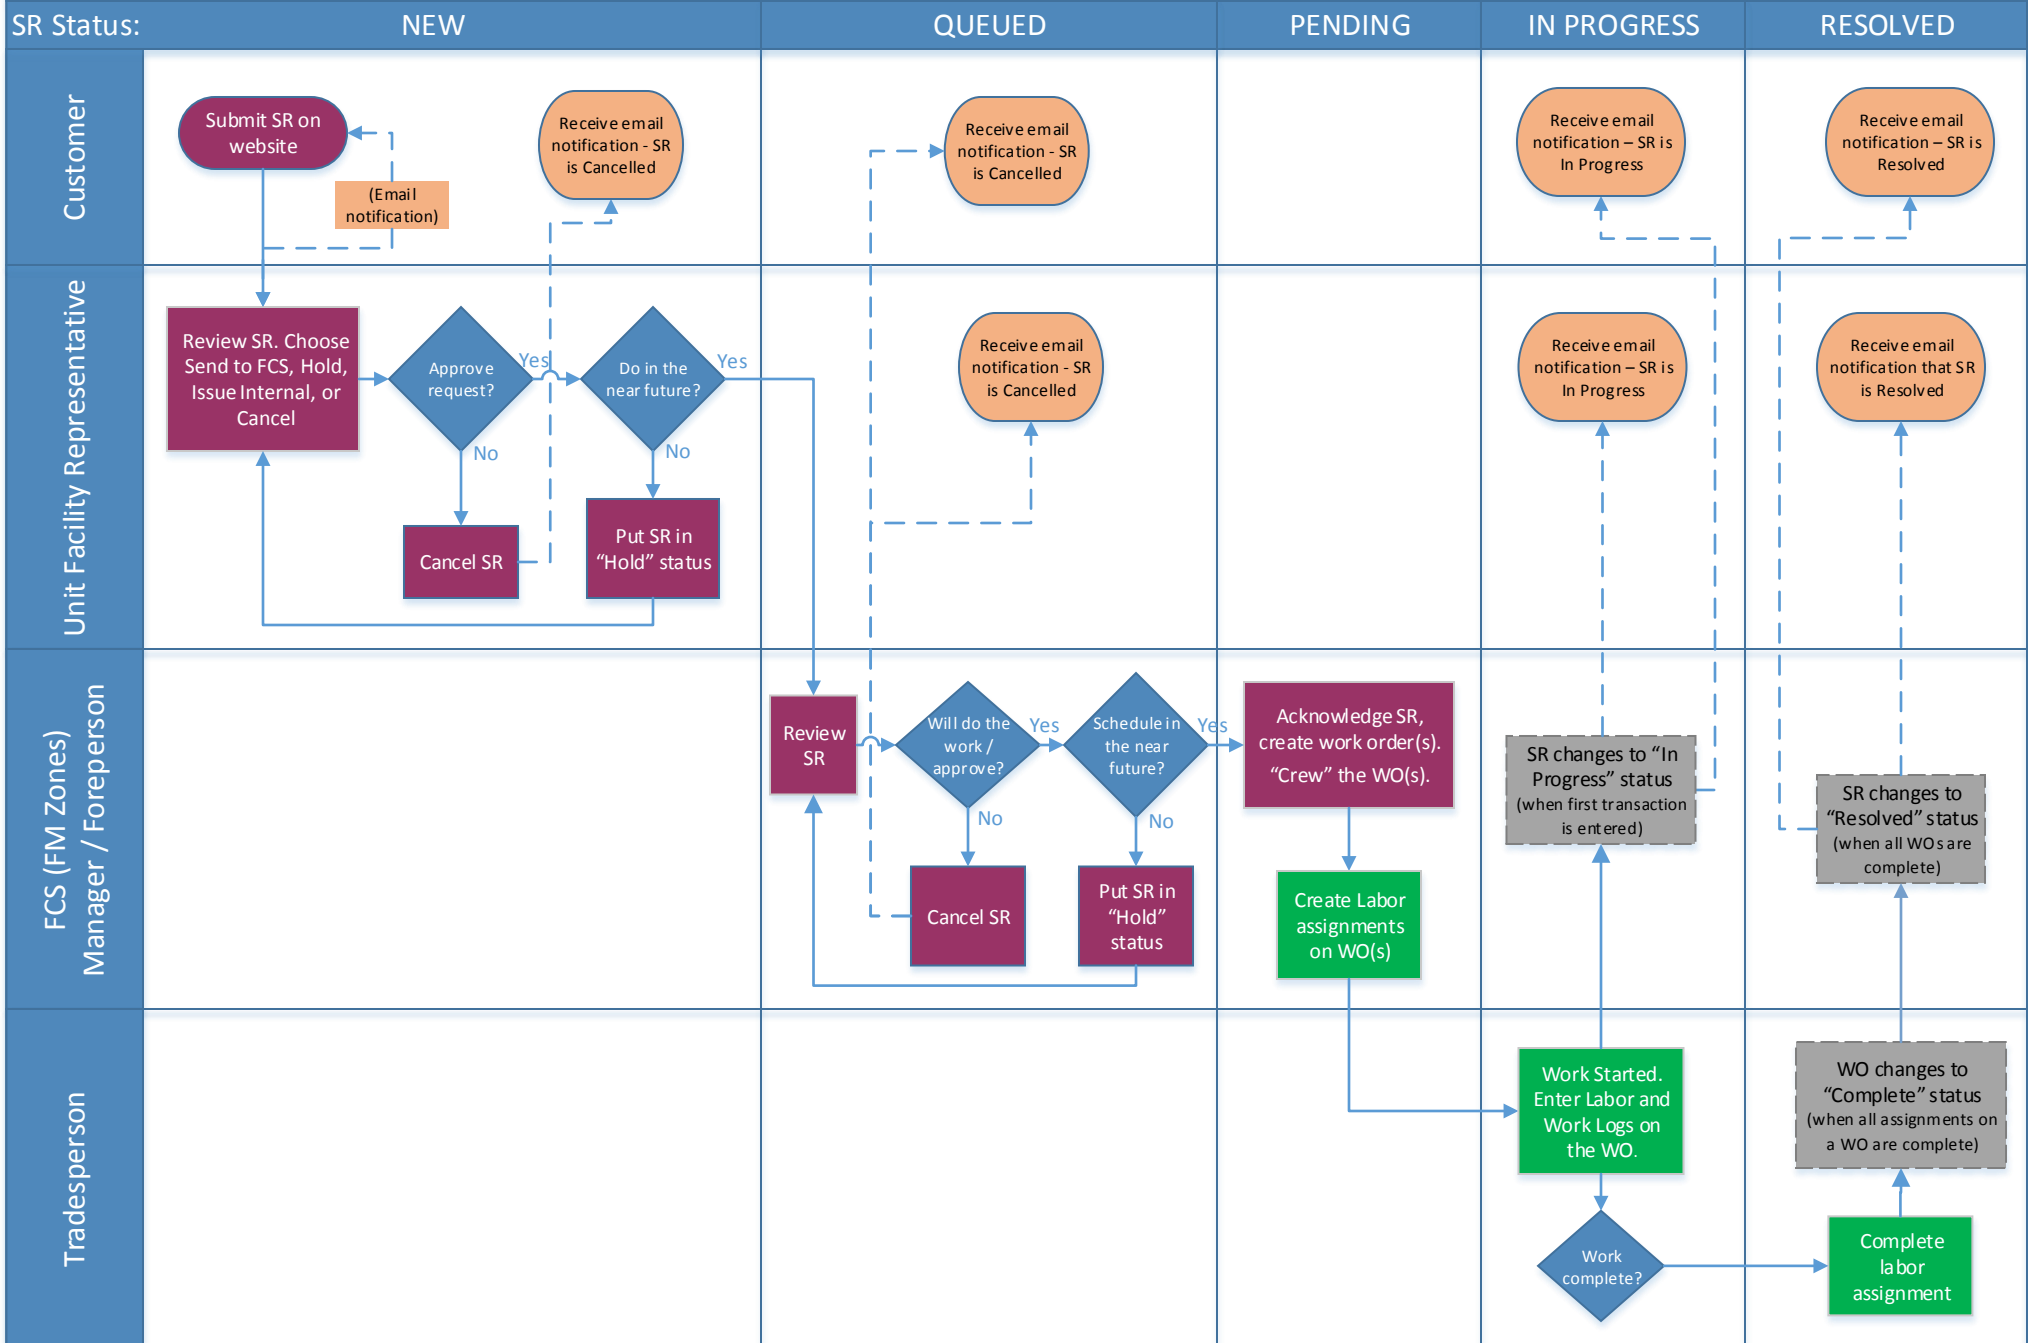 SR Status:
NEW
QUEUED
PENDING
IN PROGRESS
RESOLVED
Customer
Submit SR on
website
(Email
notification)
Receive email
notification - SR
is Cancelled
Receive email
notification - SR
is Cancelled
Receive email
notification – SR is
In Progress
Receive email
notification – SR is
Resolved
Unit Facility Representative
Review SR. Choose
Send to FCS, Hold,
Issue Internal, or
Cancel
Approve
request?
Yes
No
Do in the
near future?
Yes
No
Cancel SR
Put SR in
“Hold” status
Receive email
notification - SR
is Cancelled
Receive email
notification – SR is
In Progress
Receive email
notification that SR
is Resolved
FCS (FM Zones)
Manager / Foreperson
Review
SR
Will do the
work /
approve?
Yes
No
Schedule in
the near
future?
Yes
No
Cancel SR
Put SR in
“Hold”
status
Acknowledge SR,
create work order(s).
“Crew” the WO(s).
Create Labor
assignments
on WO(s)
SR changes to “In
Progress” status
(when first transaction
is entered)
SR changes to
“Resolved” status
(when all WOs are
complete)
Tradesperson
Work Started.
Enter Labor and
Work Logs on
the WO.
Work
complete?
WO changes to
“Complete” status
(when all assignments on
a WO are complete)
Complete
labor
assignment